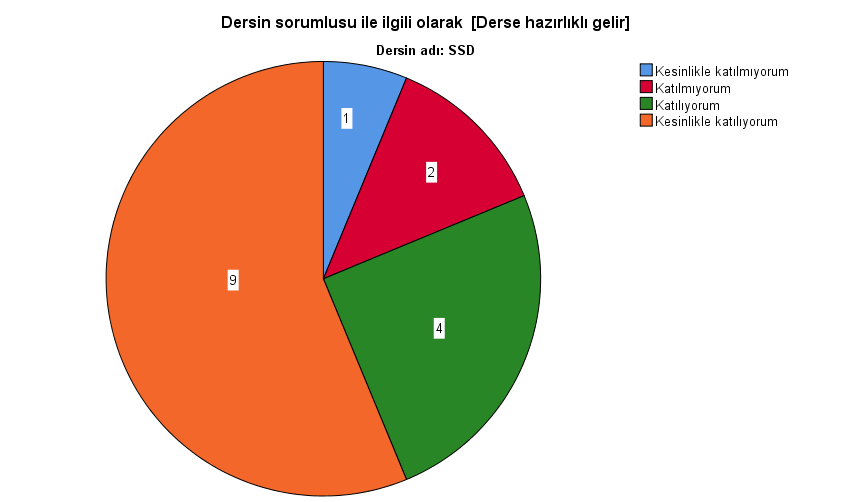 Dersin sorumlusu ile ilgili olarak [Derse hazırlıklı gelir]
Dersin adı: SSD
Kesinlikle katılmıyorum
Katılmıyorum
Katılıyorum
Kesinlikle katılıyorum
1
2
9
4